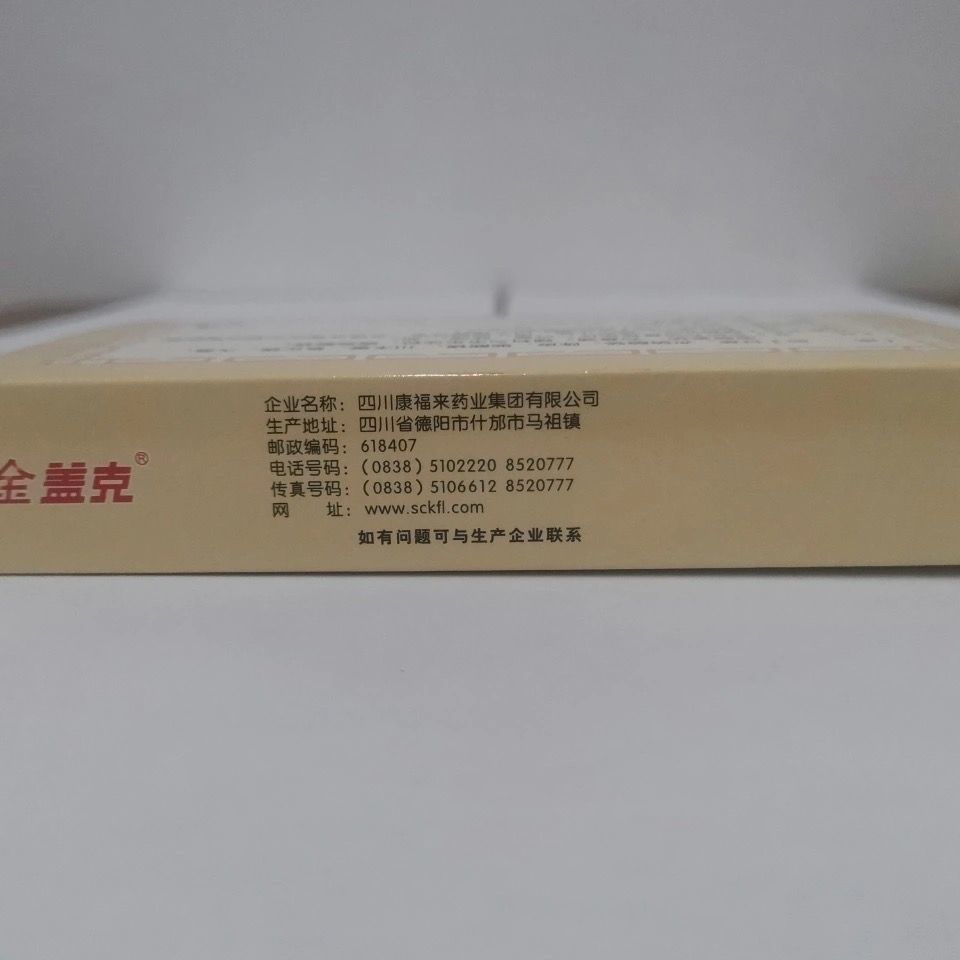 企业名称：四川康福来药业集团有限公司
生产地址：四川省德阳市什邡市马祖镇
邮政编码：618407
电话号码：（0838）5102220 8520777
传真号码：（0838）5106612 8520777
网 址：www.sckfl.com
如有问题可与生产企业联系
金盖克®